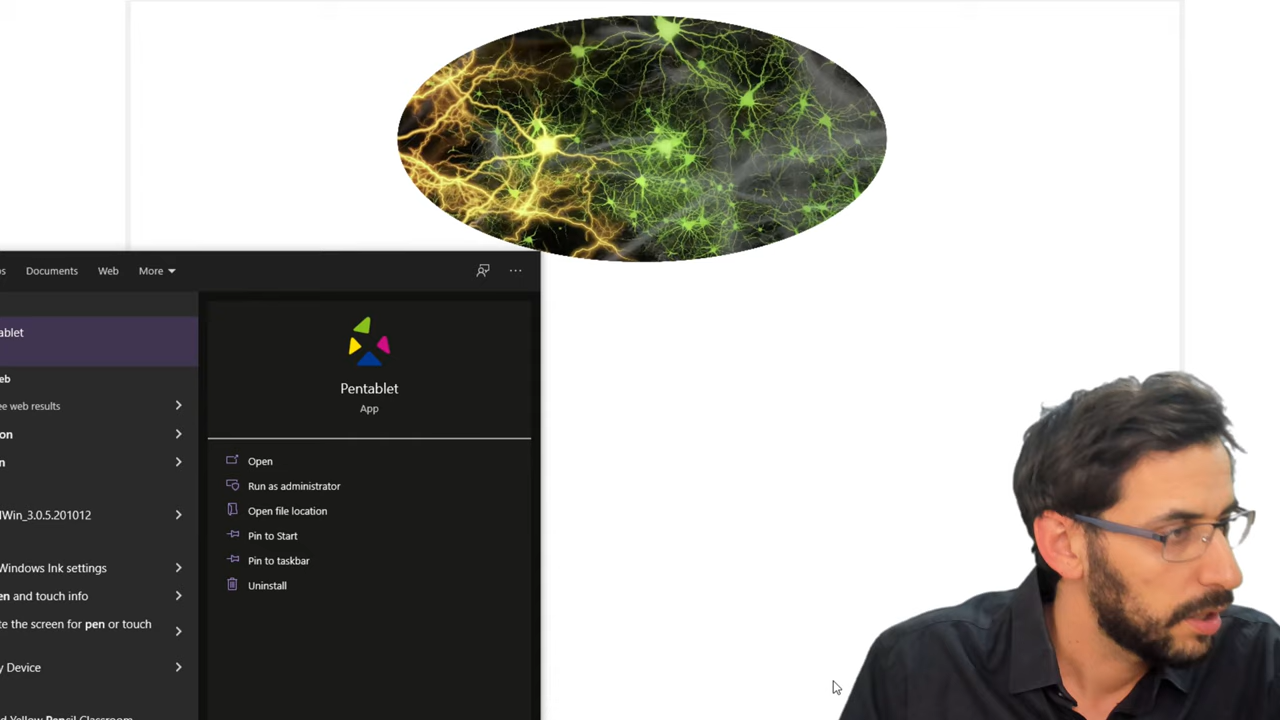 Documents Web More
ablet
eb
ee web results
on
n
Win_3.0.5.201012
Windows Ink settings
en and touch info
te the screen for pen or touch
y Device
Pentablet
App
Open
Run as administrator
Open file location
Pin to Start
Pin to taskbar
Uninstall